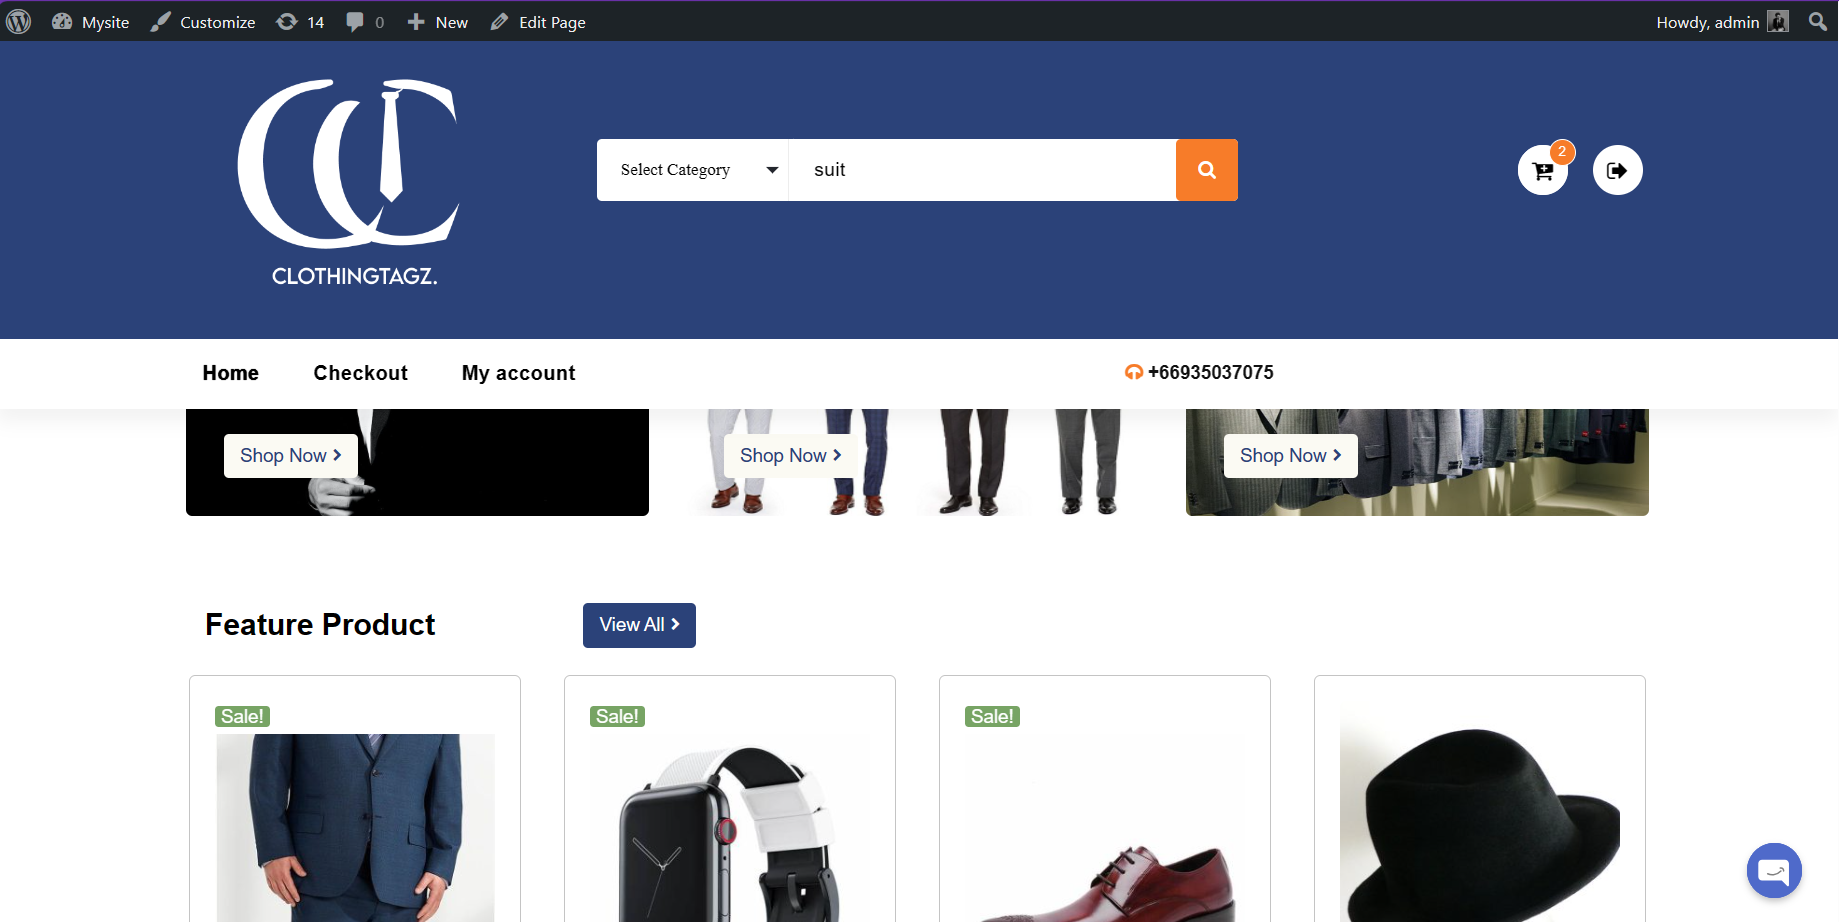 Mysite Customize 14 0 New Edit Page Howdy, admin
CLOTHINGTAGZ.
Select Category suit
2
Home Checkout My account +66935037075
Shop Now Shop Now Shop Now
Feature Product View All
Sale! Sale! Sale!